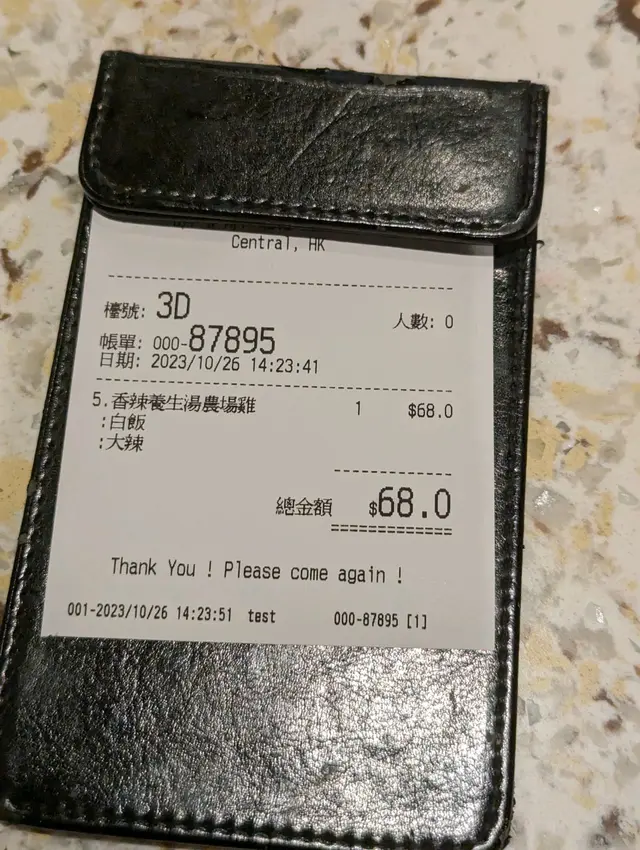 Central, HK
檯號: 3D
人數: 0
帳單: 000-87895
日期: 2023/10/26 14:23:41
5.香辣養生湯農場雞 1 $68.0
:白飯
:大辣
總金額 $68.0
Thank You ! Please come again !
001-2023/10/26 14:23:51 test 000-87895 [1]